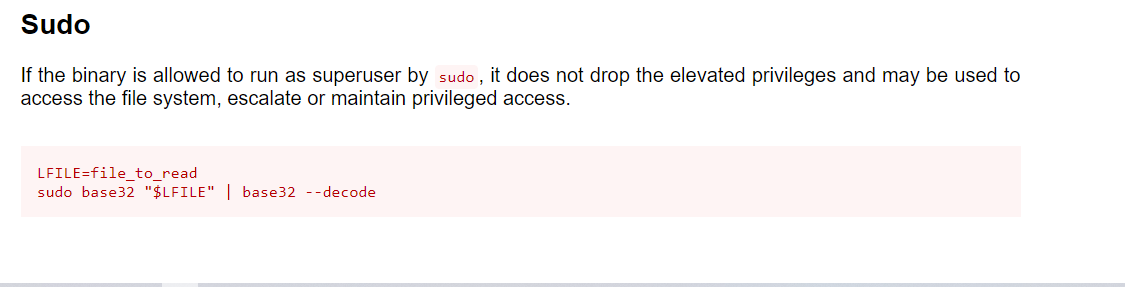 Sudo
If the binary is allowed to run as superuser by sudo, it does not drop the elevated privileges and may be used to
access the file system, escalate or maintain privileged access.
LFILE=file_to_read
sudo base32 "$LFILE" | base32 --decode